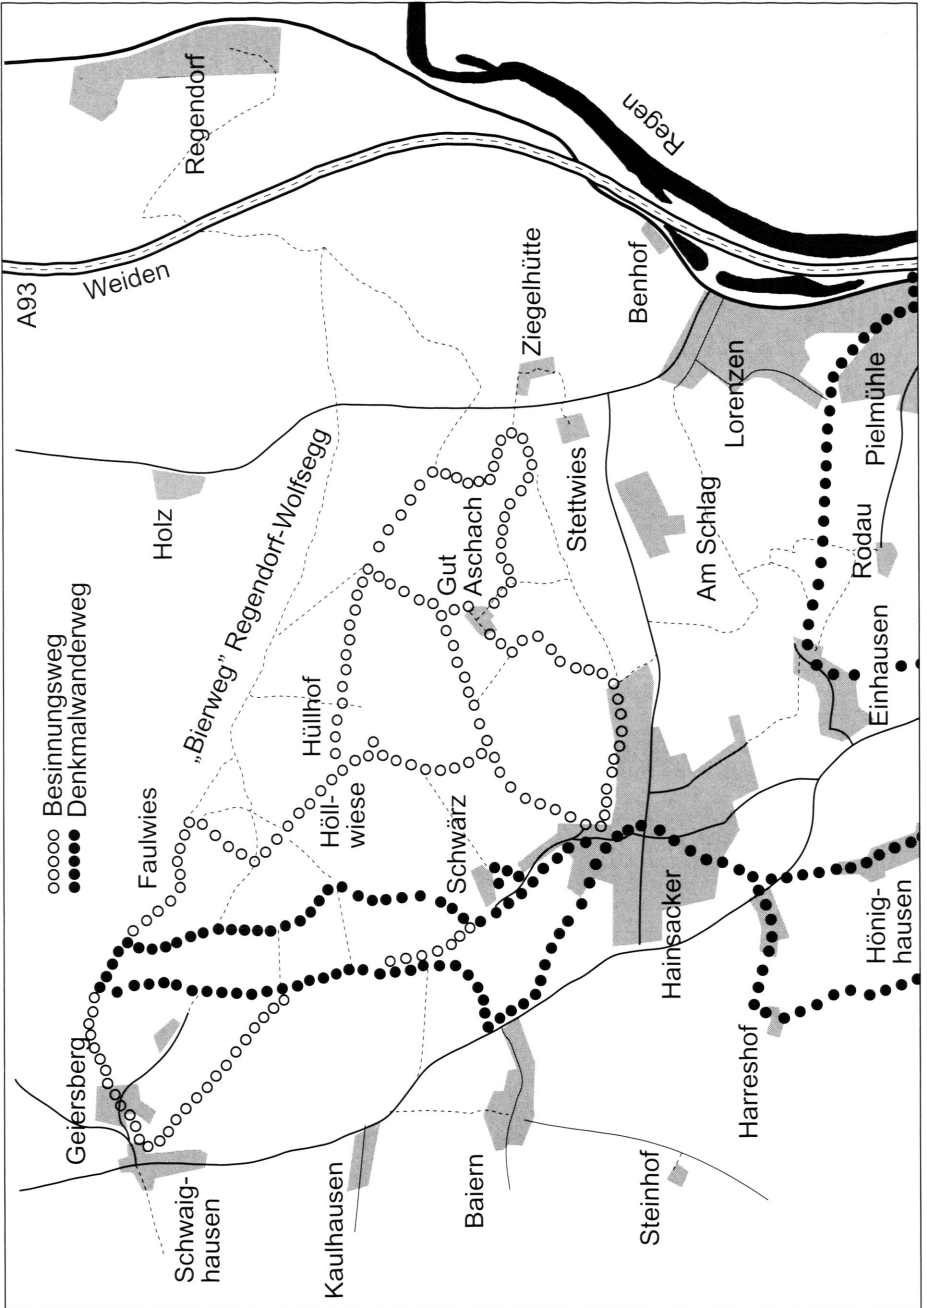 Besinnungsweg
Denkmalwanderweg
Geiersberg
Schwaig-
hausen
Faulwies
„Bierweg” Regendorf-Wolfsegg
Holz
A93
Weiden
Regendorf
Kaulhausen
Höll-
wiese
Hüllhof
Baiern
Schwärz
Gut
Aschach
Stettwies
Ziegelhütte
Steinhof
Hainsacker
Am Schlag
Benhof
Regen
Harreshof
Lorenzen
Hönig-
hausen
Einhausen
Rodau
Pielmühle